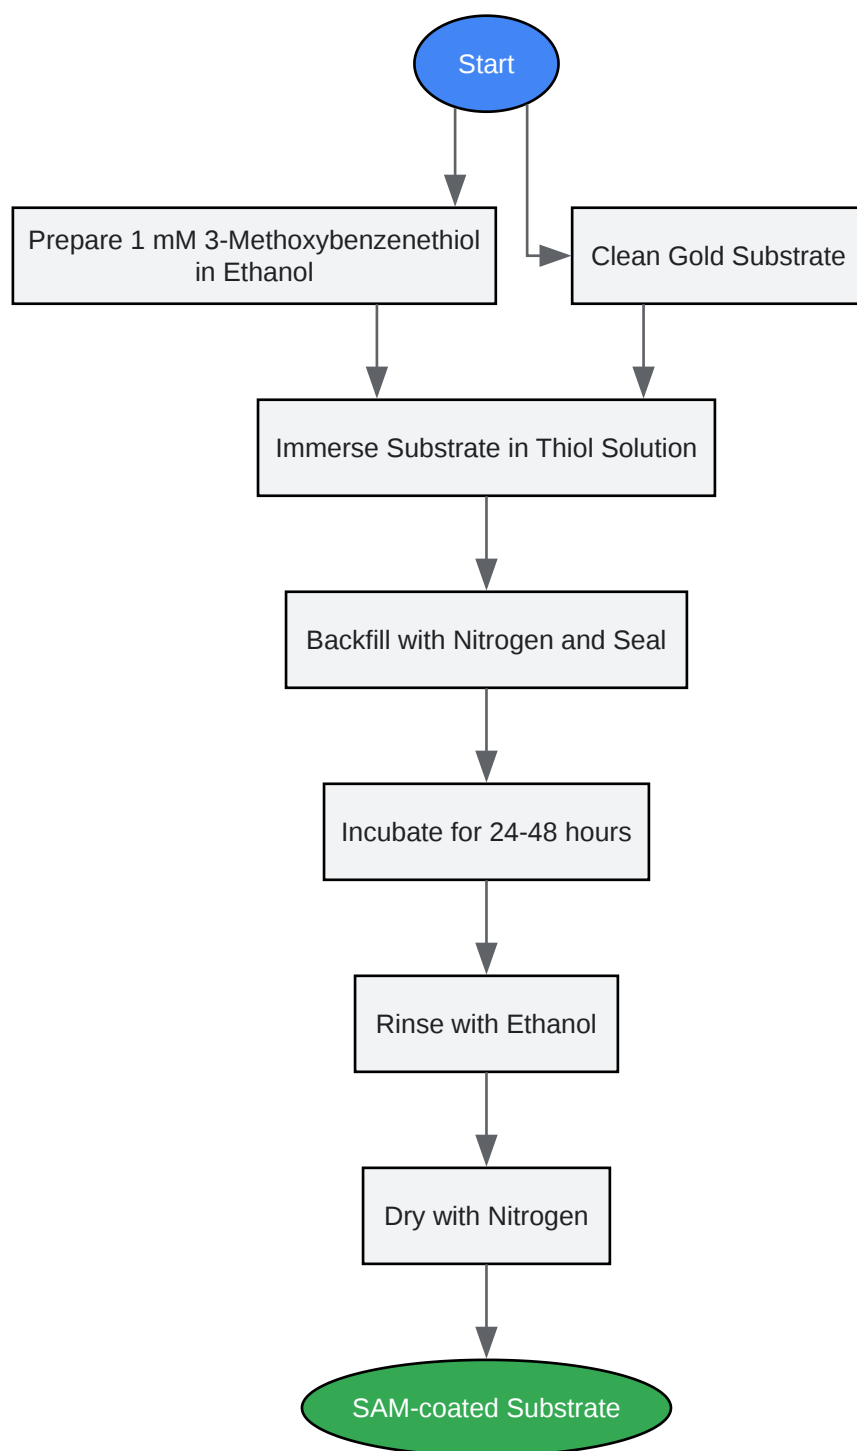 Start
Prepare 1 mM 3-Methoxybenzenethiol
in Ethanol
Clean Gold Substrate
Immerse Substrate in Thiol Solution
Backfill with Nitrogen and Seal
Incubate for 24-48 hours
Rinse with Ethanol
Dry with Nitrogen
SAM-coated Substrate